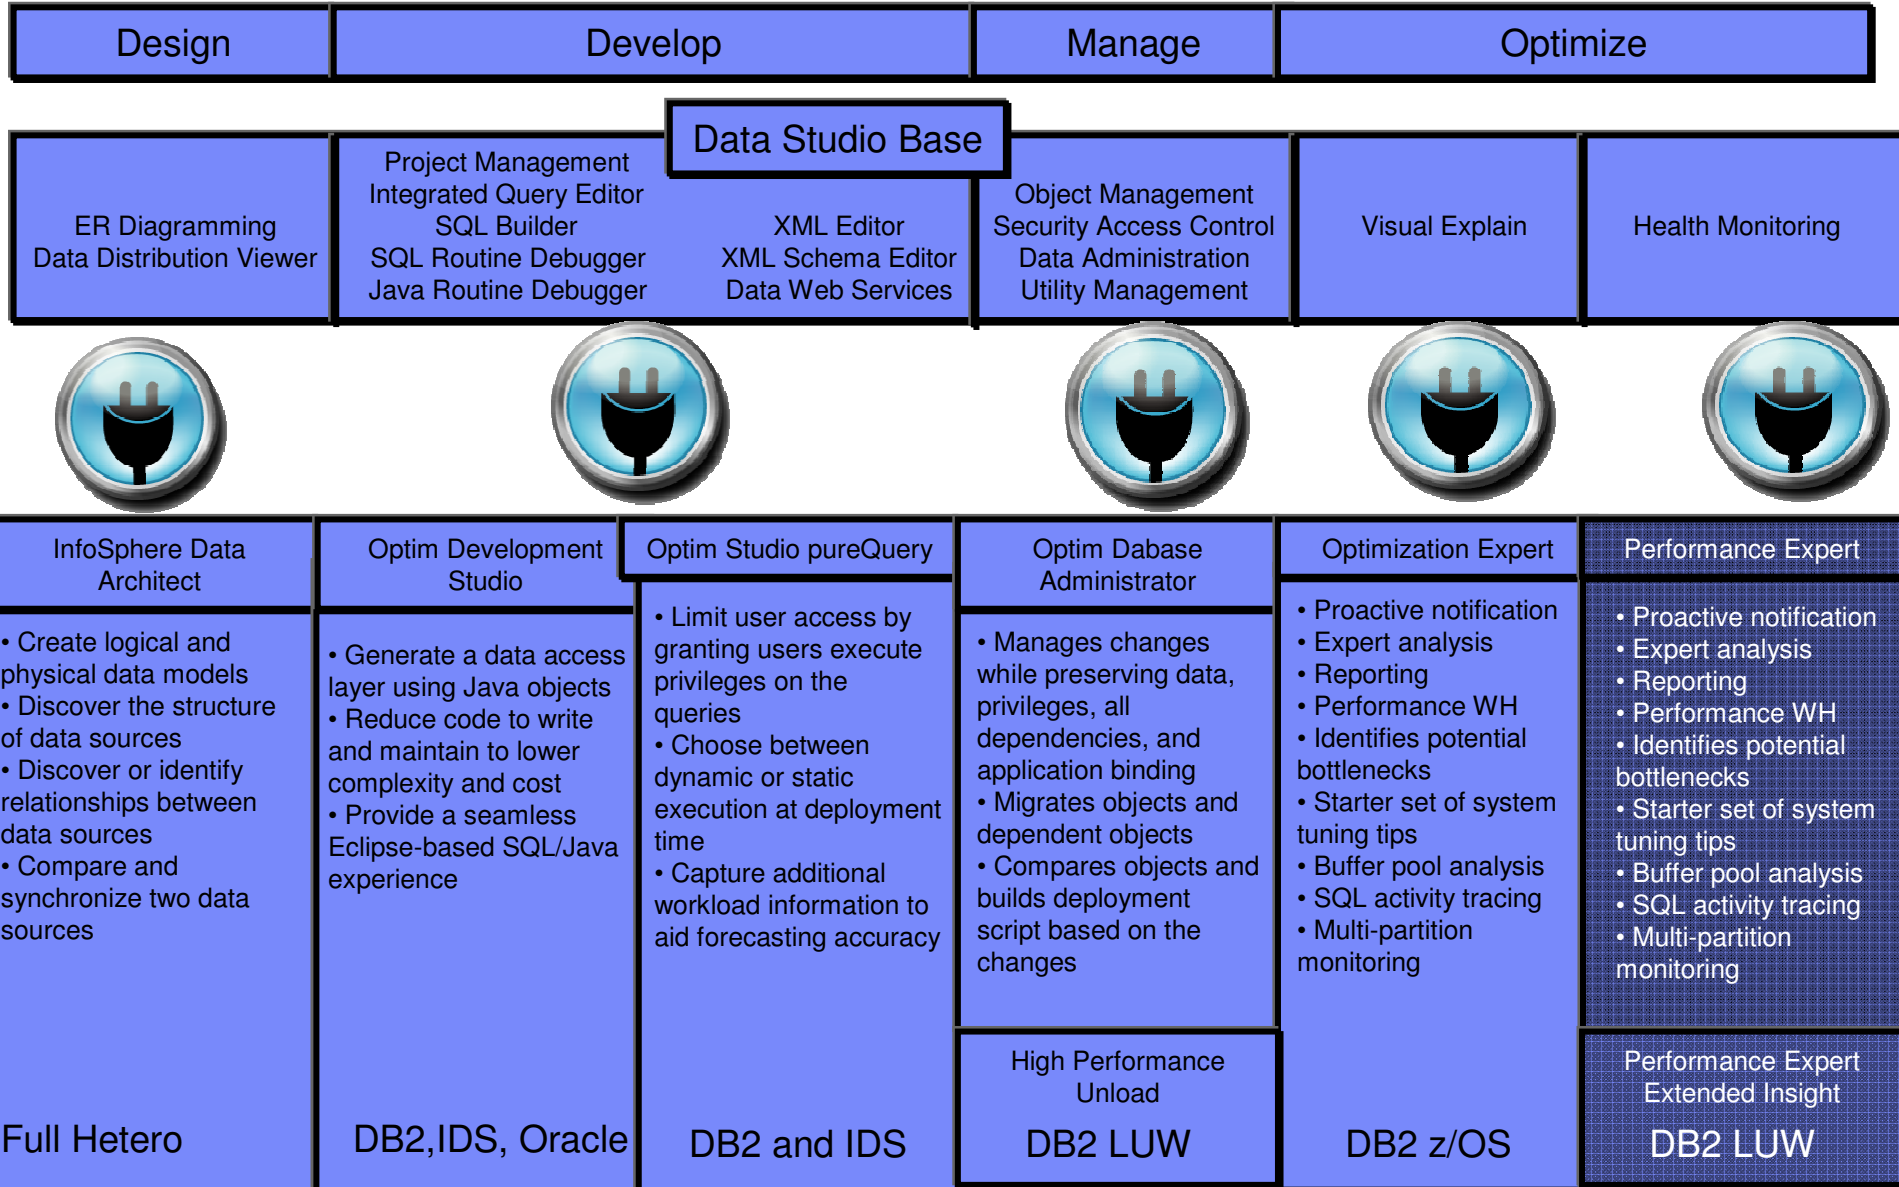 Design
Develop
Manage
Optimize
Data Studio Base
ER Diagramming
Data Distribution Viewer
Project Management
Integrated Query Editor
SQL Builder
SQL Routine Debugger
Java Routine Debugger
XML Editor
XML Schema Editor
Data Web Services
Object Management
Security Access Control
Data Administration
Utility Management
Visual Explain
Health Monitoring
InfoSphere Data
Architect
• Create logical and
physical data models
• Discover the structure
of data sources
• Discover or identify
relationships between
data sources
• Compare and
synchronize two data
sources
Full Hetero
Optim Development
Studio
• Generate a data access
layer using Java objects
• Reduce code to write
and maintain to lower
complexity and cost
• Provide a seamless
Eclipse-based SQL/Java
experience
DB2,IDS, Oracle
Optim Studio pureQuery
• Limit user access by
granting users execute
privileges on the
queries
• Choose between
dynamic or static
execution at deployment
time
• Capture additional
workload information to
aid forecasting accuracy
DB2 and IDS
Optim Dabase
Administrator
• Manages changes
while preserving data,
privileges, all
dependencies, and
application binding
• Migrates objects and
dependent objects
• Compares objects and
builds deployment
script based on the
changes
High Performance
Unload
DB2 LUW
Optimization Expert
• Proactive notification
• Expert analysis
• Reporting
• Performance WH
• Identifies potential
bottlenecks
• Starter set of system
tuning tips
• Buffer pool analysis
• SQL activity tracing
• Multi-partition
monitoring
DB2 z/OS
Performance Expert
• Proactive notification
• Expert analysis
• Reporting
• Performance WH
• Identifies potential
bottlenecks
• Starter set of system
tuning tips
• Buffer pool analysis
• SQL activity tracing
• Multi-partition
monitoring
Performance Expert
Extended Insight
DB2 LUW